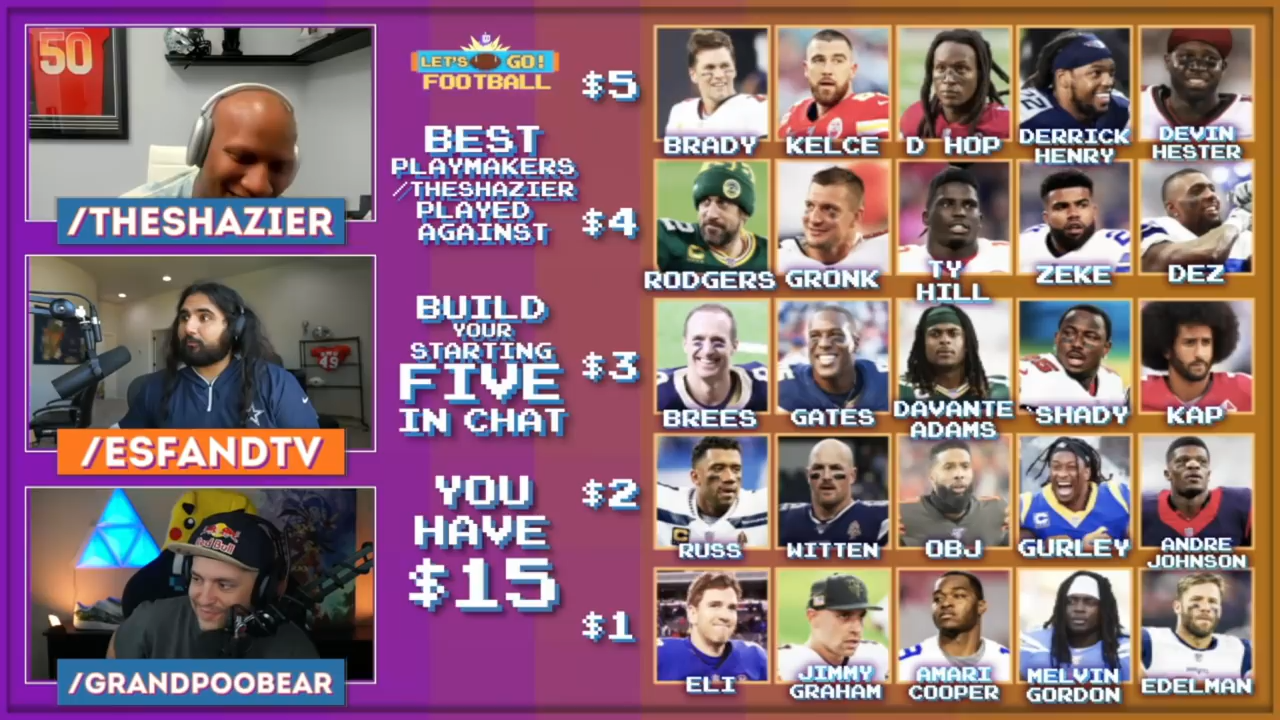 50
/THESHAZIER
/ESFANDTV
49
Red Bull
/GRANDPOOBEAR
LET'S GO!
FOOTBALL
BEST
PLAYMAKERS
/THESHAZIER
PLAYED
AGAINST
BUILD
YOUR
STARTING
FIVE
IN CHAT
YOU
HAVE
$15
$5
BRADY
KELCE
D HOP
DERRICK
HENRY
DEVIN
HESTER
$4
RODGERS
GRONK
TY
HILL
ZEKE
DEZ
$3
BREES
GATES
DAVANTE
ADAMS
SHADY
KAP
$2
RUSS
WITTEN
OBJ
GURLEY
ANDRE
JOHNSON
$1
ELI
JIMMY
GRAHAM
AMARI
COOPER
MELVIN
GORDON
EDELMAN